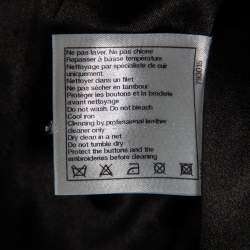 Ne pas laver. Ne pas chlore
Repasser à basse température
Nettoyage par spécialiste de cuir
uniquement.
Nettoyer dans un filet
Ne pas sécher en tambour
Protéger les boutons et la broderie
avant nettoyage
Do not wash. Do not bleach
Cool iron
Cleaning by professional leather
cleaner only
Dry clean in a net
Do not tumble dry
Protect the buttons and the
embroideries before cleaning